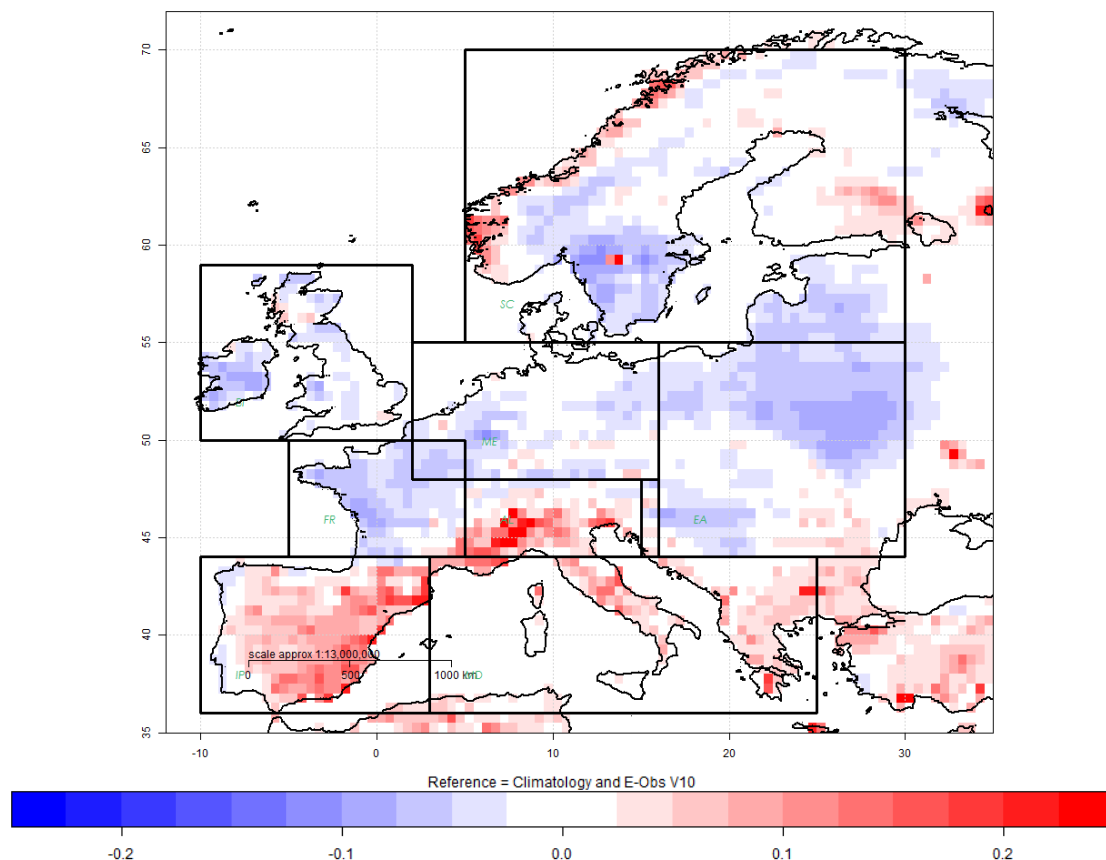 70
65
60
SC
55
50
ME
FR
EA
45
40
scale approx 1:13,000,000
0 500 1000 km
IP
35
-10 0 10 20 30
Reference = Climatology and E-Obs V10
-0.2 -0.1 0.0 0.1 0.2